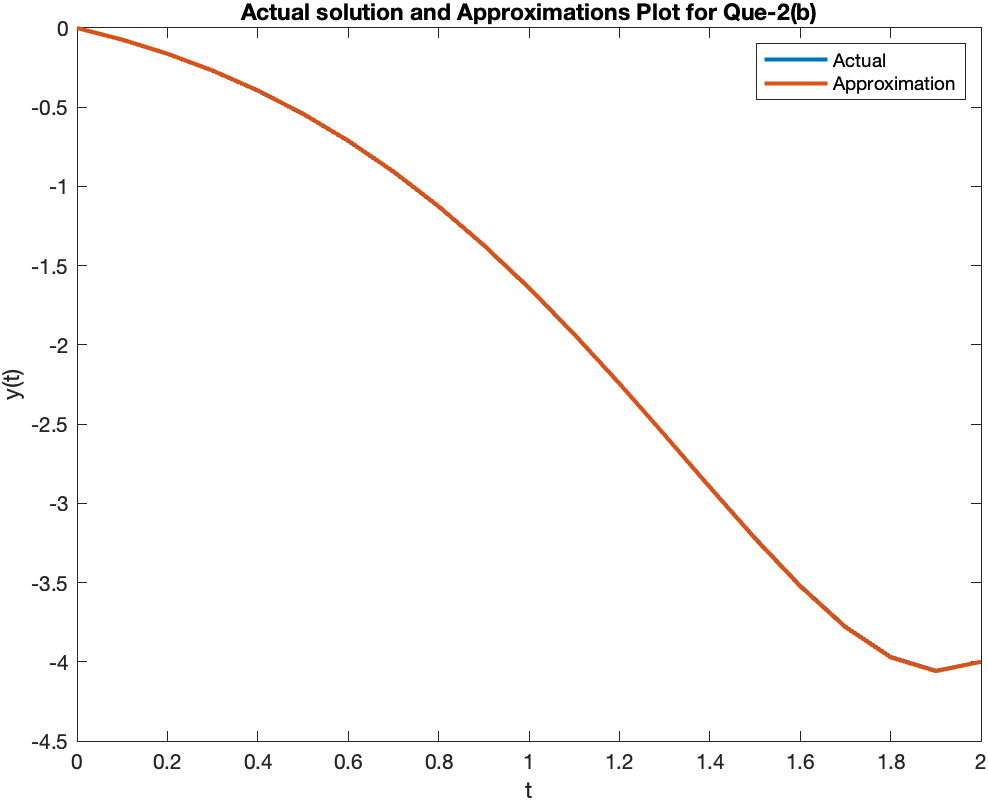 Actual solution and Approximations Plot for Que-2(b)
Actual
Approximation
0
-0.5
-1
-1.5
-2
-2.5
-3
-3.5
-4
-4.5
y(t)
0 0.2 0.4 0.6 0.8 1 1.2 1.4 1.6 1.8 2
t